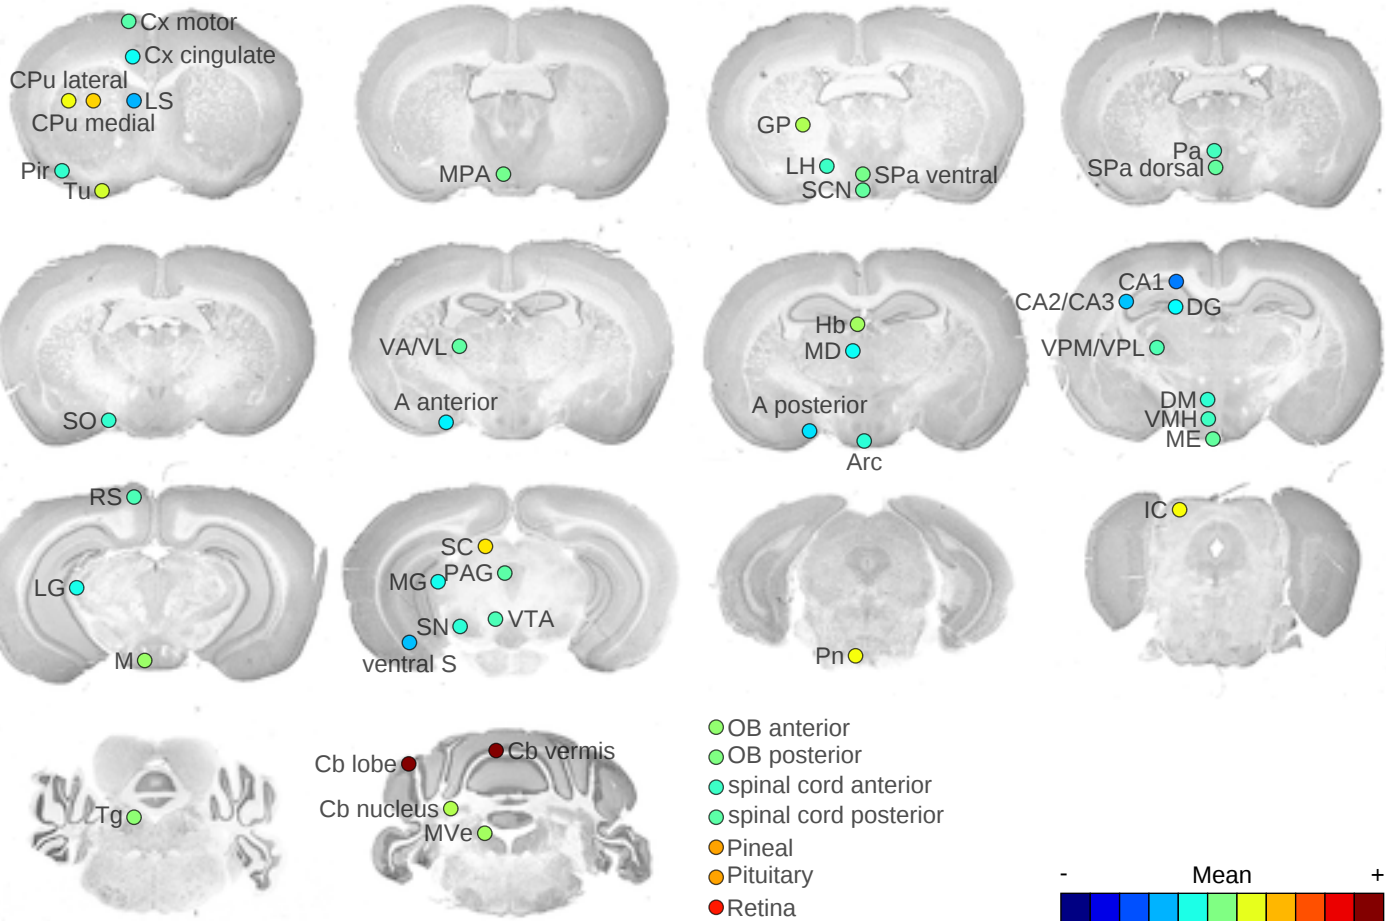 Cx motor
Cx cingulate
CPu lateral
LS
CPu medial
Pir
Tu
MPA
GP
LH
SPa ventral
SCN
Pa
SPa dorsal
SO
VA/VL
A anterior
Hb
MD
A posterior
Arc
CA1
CA2/CA3
DG
VPM/VPL
DM
VMH
ME
RS
LG
M
SC
PAG
MG
VTA
SN
ventral S
Pn
IC
Tg
Cb lobe
Cb vermis
Cb nucleus
MVe
OB anterior
OB posterior
spinal cord anterior
spinal cord posterior
Pineal
Pituitary
Retina
- Mean +